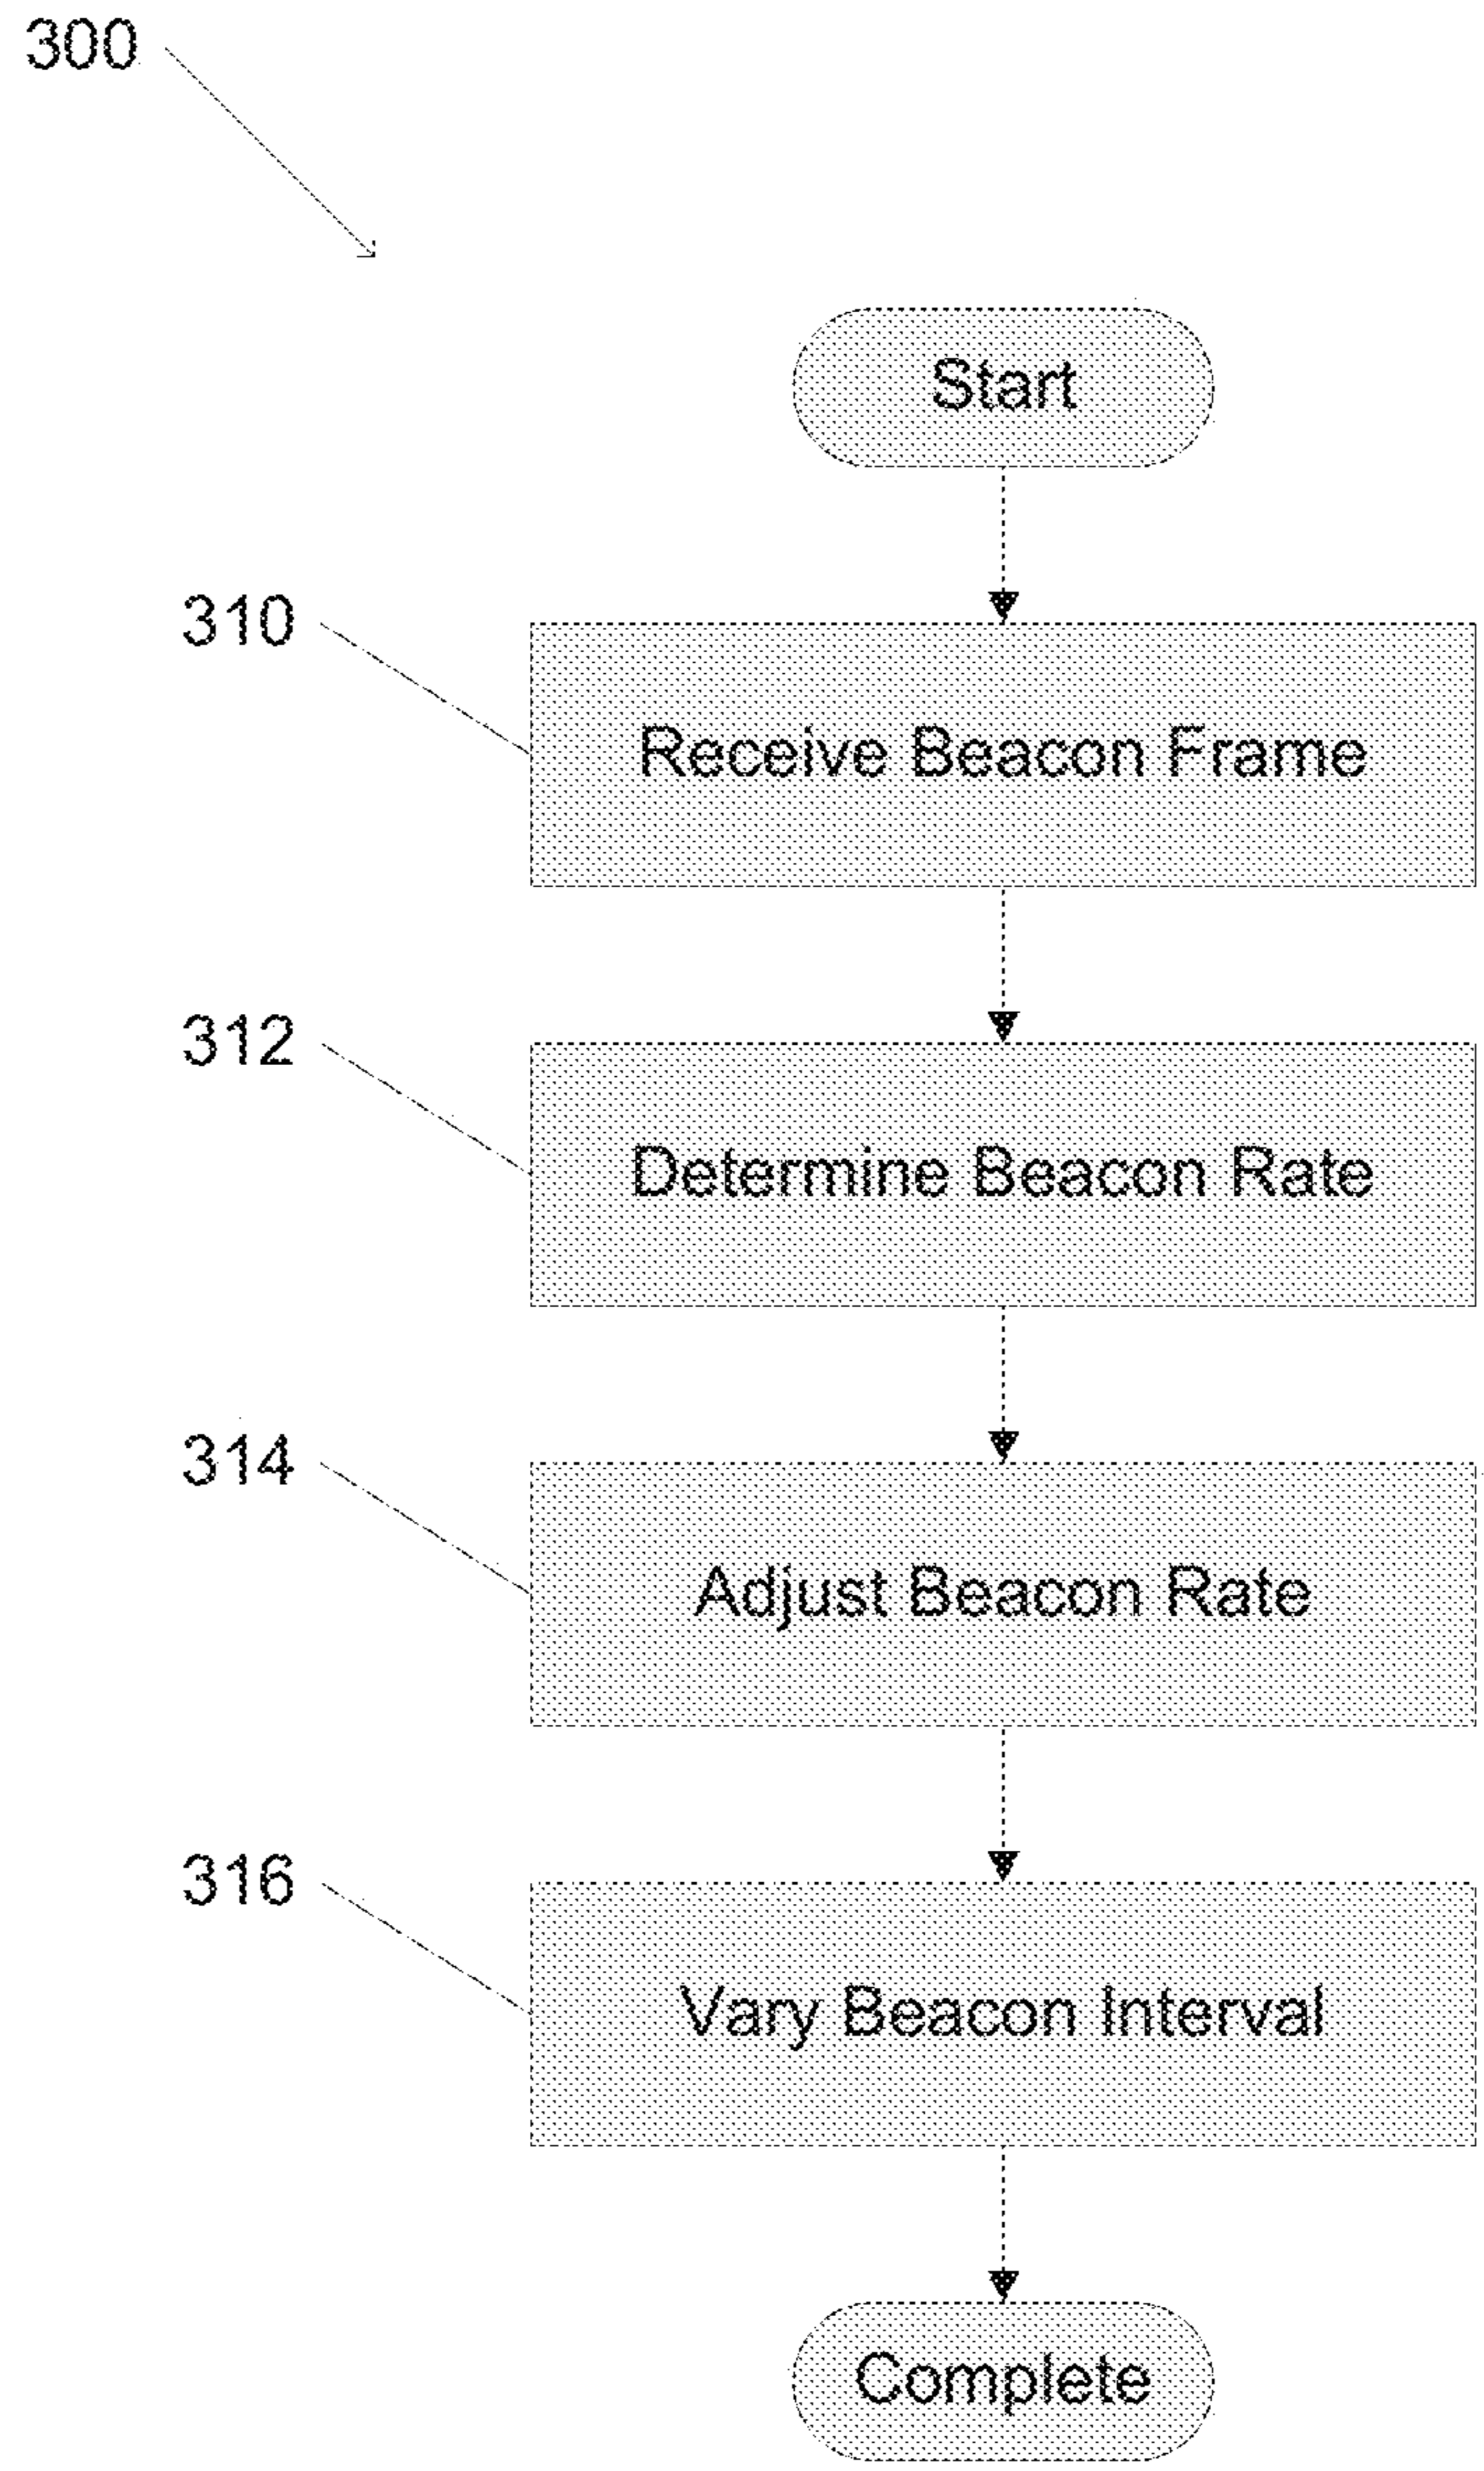 300
Start
310
Receive Beacon Frame
312
Determine Beacon Rate
314
Adjust Beacon Rate
316
Vary Beacon Interval
Complete